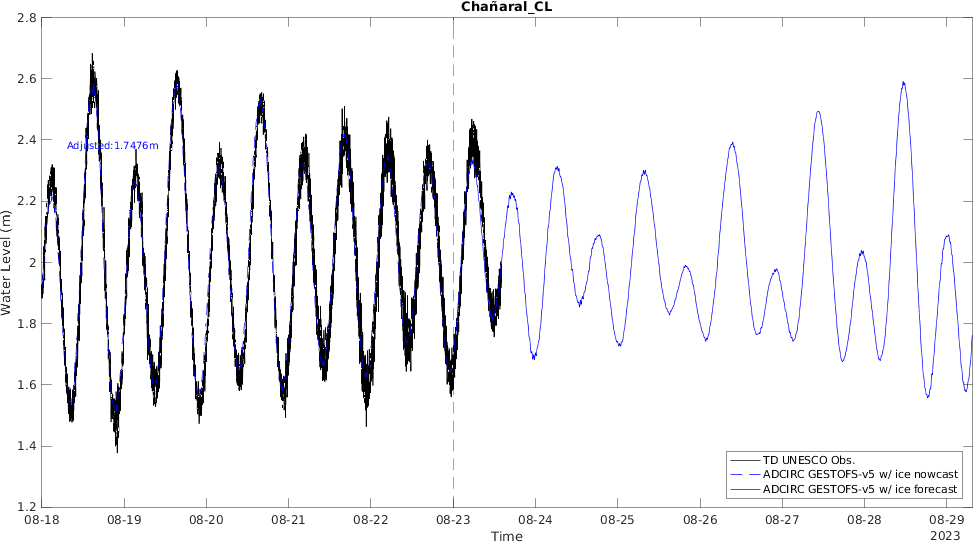 Chañaral_CL
2.8
2.6
2.4
2.2
2
1.8
1.6
1.4
1.2
Water Level (m)
Adjusted:1.7476m
TD UNESCO Obs.
ADCIRC GESTOFS-v5 w/ ice nowcast
ADCIRC GESTOFS-v5 w/ ice forecast
08-18 08-19 08-20 08-21 08-22 08-23 08-24 08-25 08-26 08-27 08-28 08-29
Time
2023